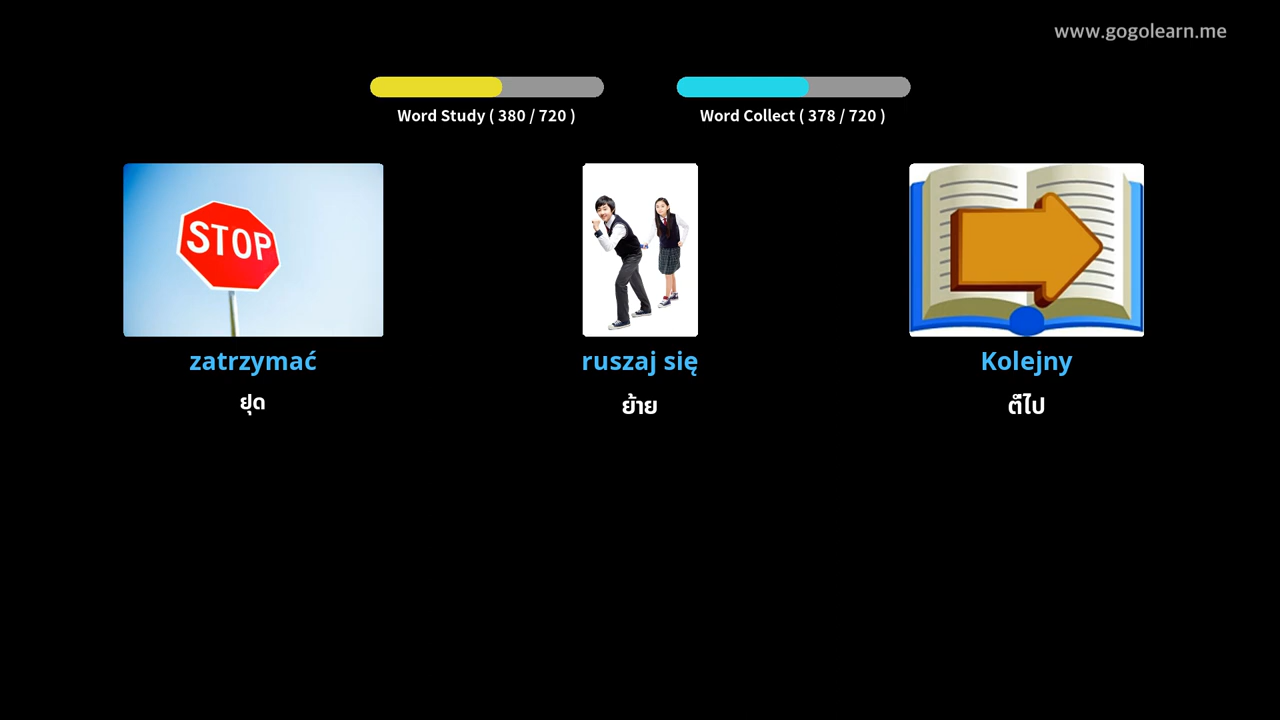 www.gogolearn.me
Word Study ( 380 / 720 )
Word Collect ( 378 / 720 )
STOP
zatrzymać
ruszaj się
Kolejny
หยุด
ย้าย
ต่อไป